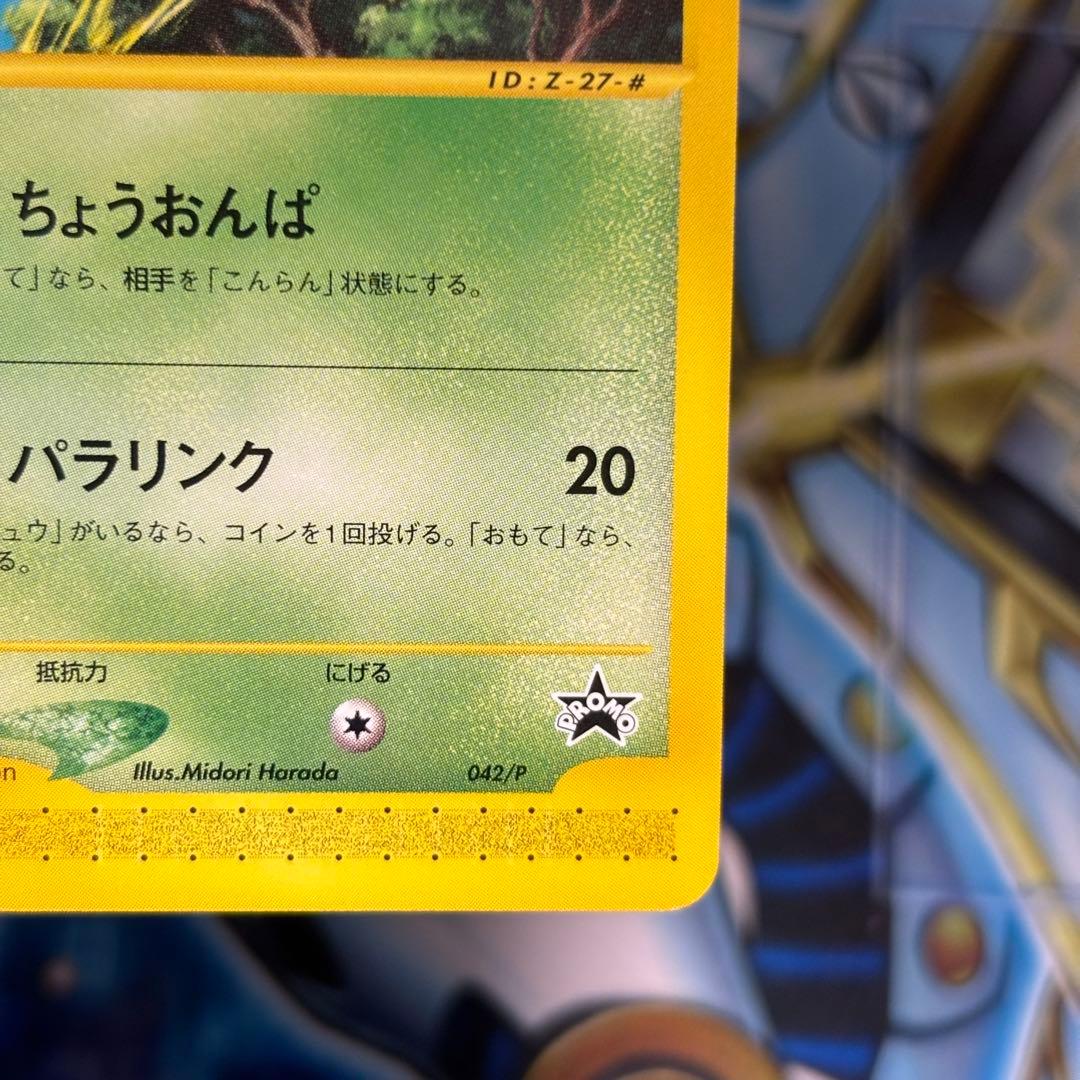 ID:Z-27-#
ちょうおんぱ
て」なら、相手を「こんらん」状態にする。
パラリンク 20
ュウ」がいるなら、コインを1回投げる。「おもて」なら、
る。
抵抗力 にげる
PROMO
on Illus.Midori Harada 042/P